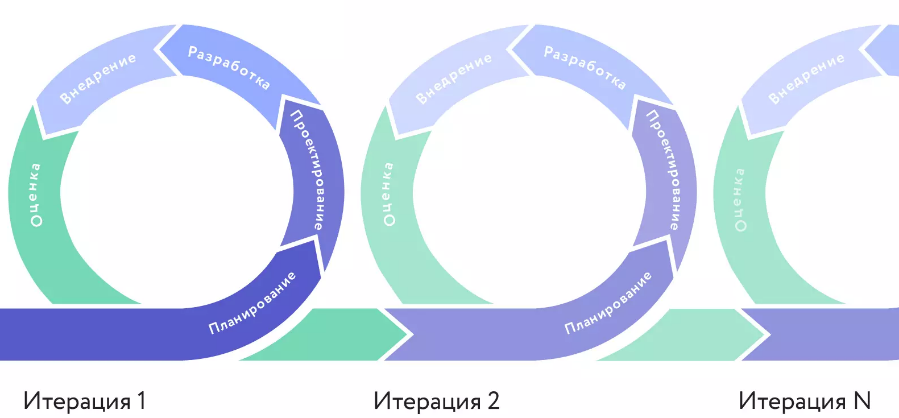 Внедрение
Разработка
Проектирование
Оценка
Планирование
Внедрение
Разработка
Проектирование
Оценка
Планирование
Внедрение
Оценка
Итерация 1
Итерация 2
Итерация N